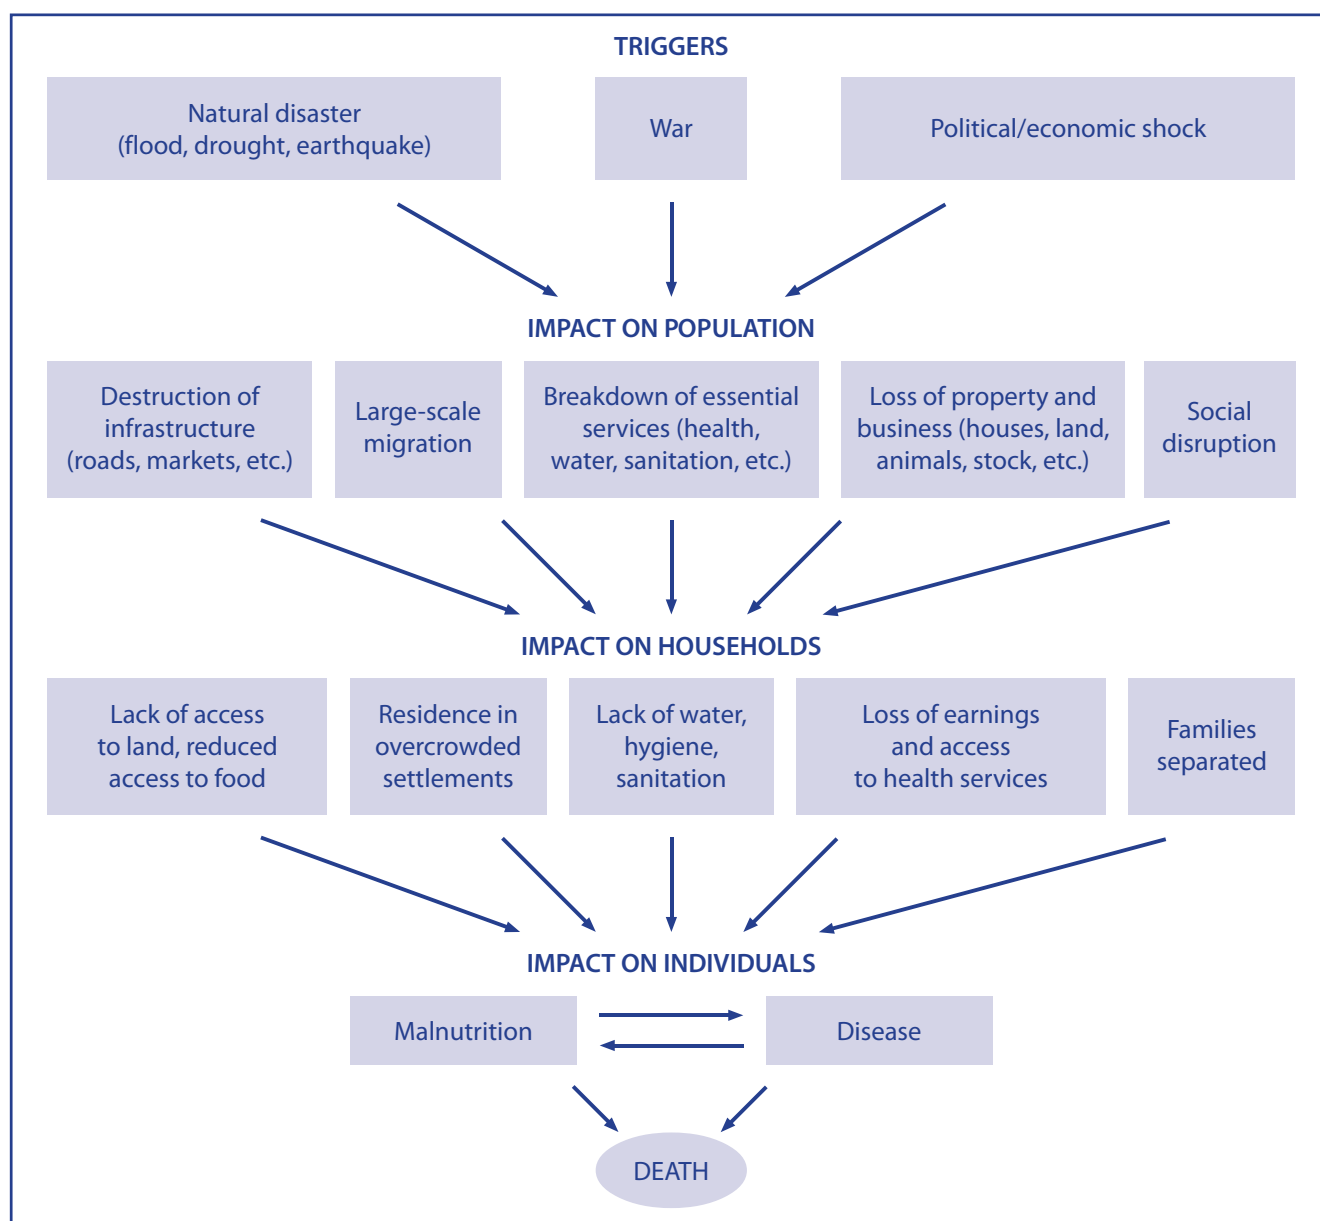 TRIGGERS
Natural disaster
(flood, drought, earthquake)
War
Political/economic shock
IMPACT ON POPULATION
Destruction of
infrastructure
(roads, markets, etc.)
Large-scale
migration
Breakdown of essential
services (health,
water, sanitation, etc.)
Loss of property and
business (houses, land,
animals, stock, etc.)
Social
disruption
IMPACT ON HOUSEHOLDS
Lack of access
to land, reduced
access to food
Residence in
overcrowded
settlements
Lack of water,
hygiene,
sanitation
Loss of earnings
and access
to health services
Families
separated
IMPACT ON INDIVIDUALS
Malnutrition
Disease
DEATH